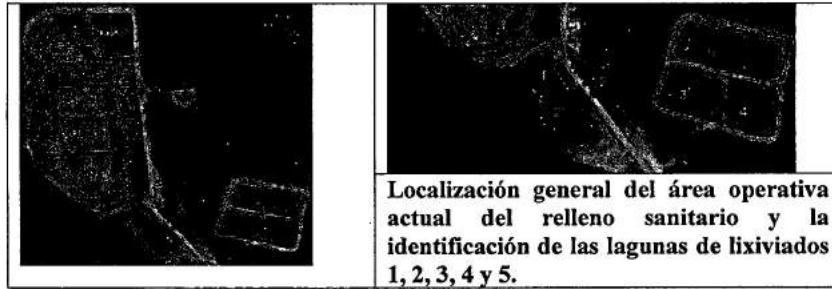 Localización general del área operativa
actual del relleno sanitario y la
identificación de las lagunas de lixiviados
1, 2, 3, 4 y 5.